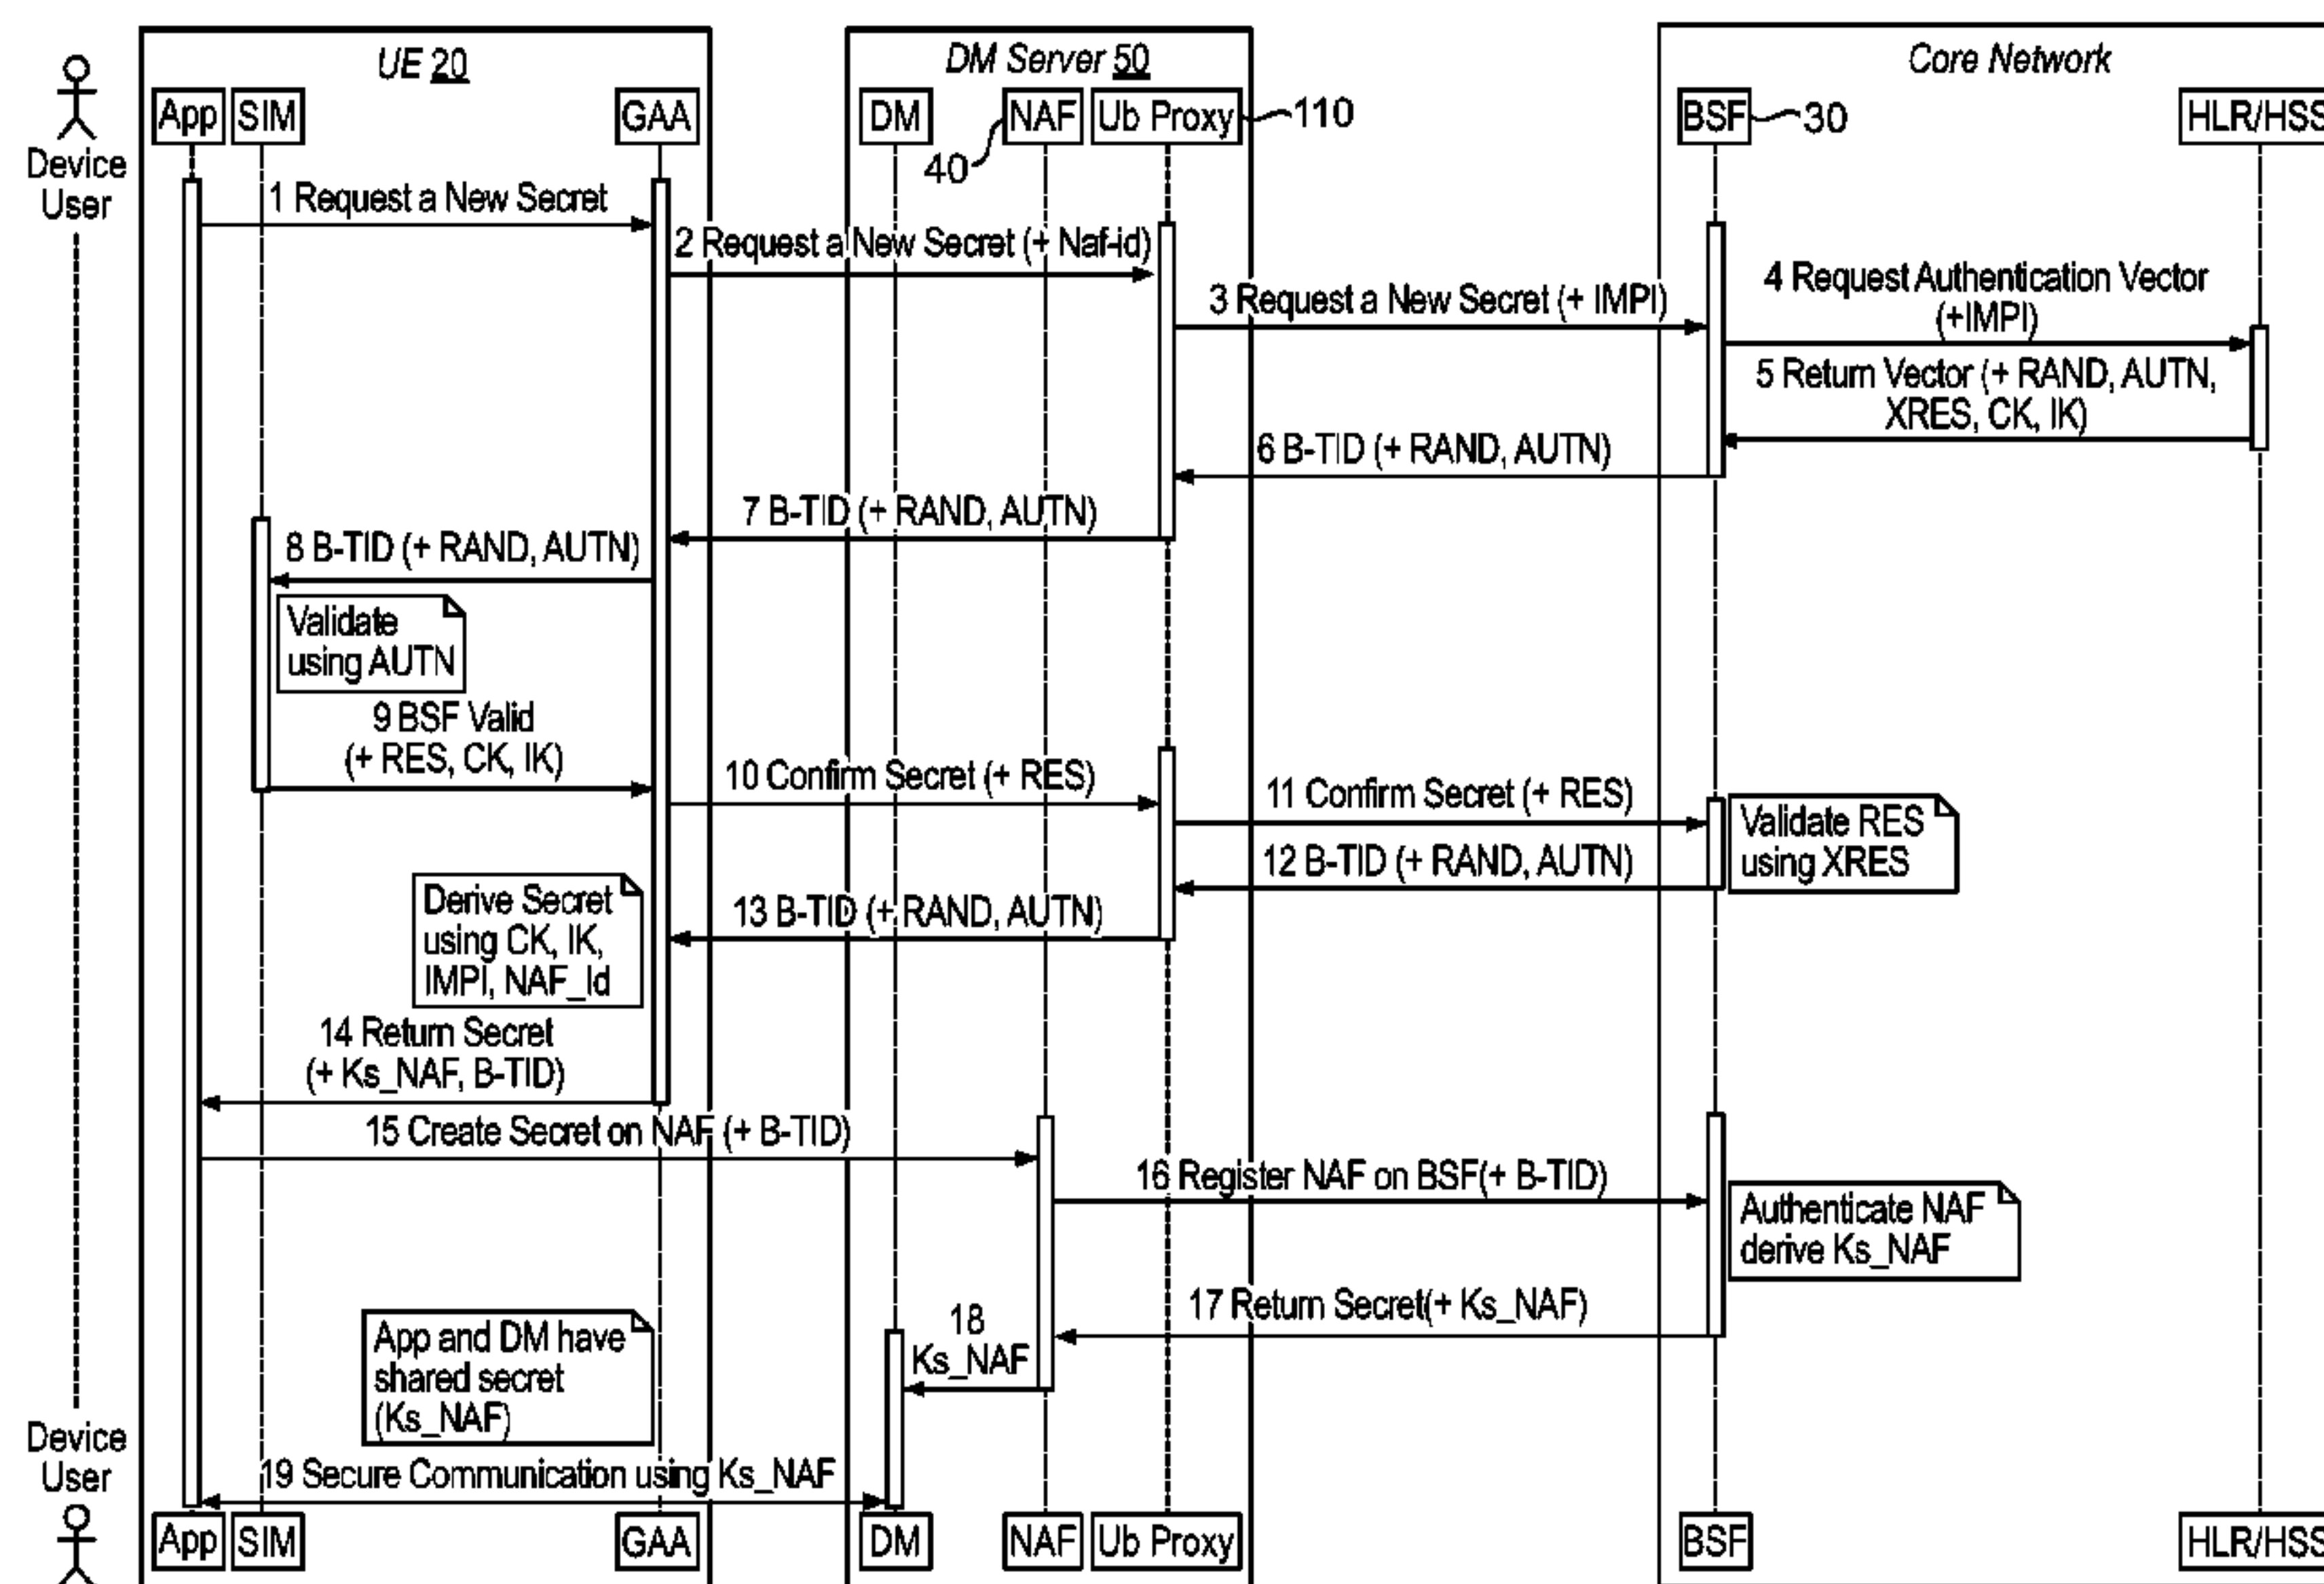 UE 20
DM Server 50
Core Network
Device
User
App
SIM
GAA
DM
NAF
Ub Proxy
110
40
BSF
30
HLR/HSS
1 Request a New Secret
2 Request a New Secret (+ Naf-id)
3 Request a New Secret (+ IMPI)
4 Request Authentication Vector
(+IMPI)
5 Return Vector (+ RAND, AUTN,
XRES, CK, IK)
6 B-TID (+ RAND, AUTN)
7 B-TID (+ RAND, AUTN)
8 B-TID (+ RAND, AUTN)
Validate
using AUTN
9 BSF Valid
(+ RES, CK, IK)
10 Confirm Secret (+ RES)
11 Confirm Secret (+ RES)
Validate RES
using XRES
12 B-TID (+ RAND, AUTN)
13 B-TID (+ RAND, AUTN)
Derive Secret
using CK, IK,
IMPI, NAF_Id
14 Return Secret
(+ Ks_NAF, B-TID)
15 Create Secret on NAF (+ B-TID)
16 Register NAF on BSF(+ B-TID)
Authenticate NAF
derive Ks_NAF
17 Return Secret(+ Ks_NAF)
18
Ks_NAF
App and DM have
shared secret
(Ks_NAF)
19 Secure Communication using Ks_NAF
Device
User
App
SIM
GAA
DM
NAF
Ub Proxy
BSF
HLR/HSS